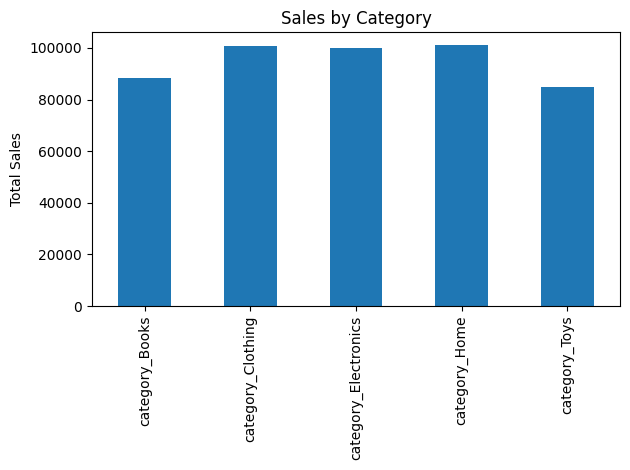 Sales by Category
Total Sales
100000
80000
60000
40000
20000
0
category_Books
category_Clothing
category_Electronics
category_Home
category_Toys